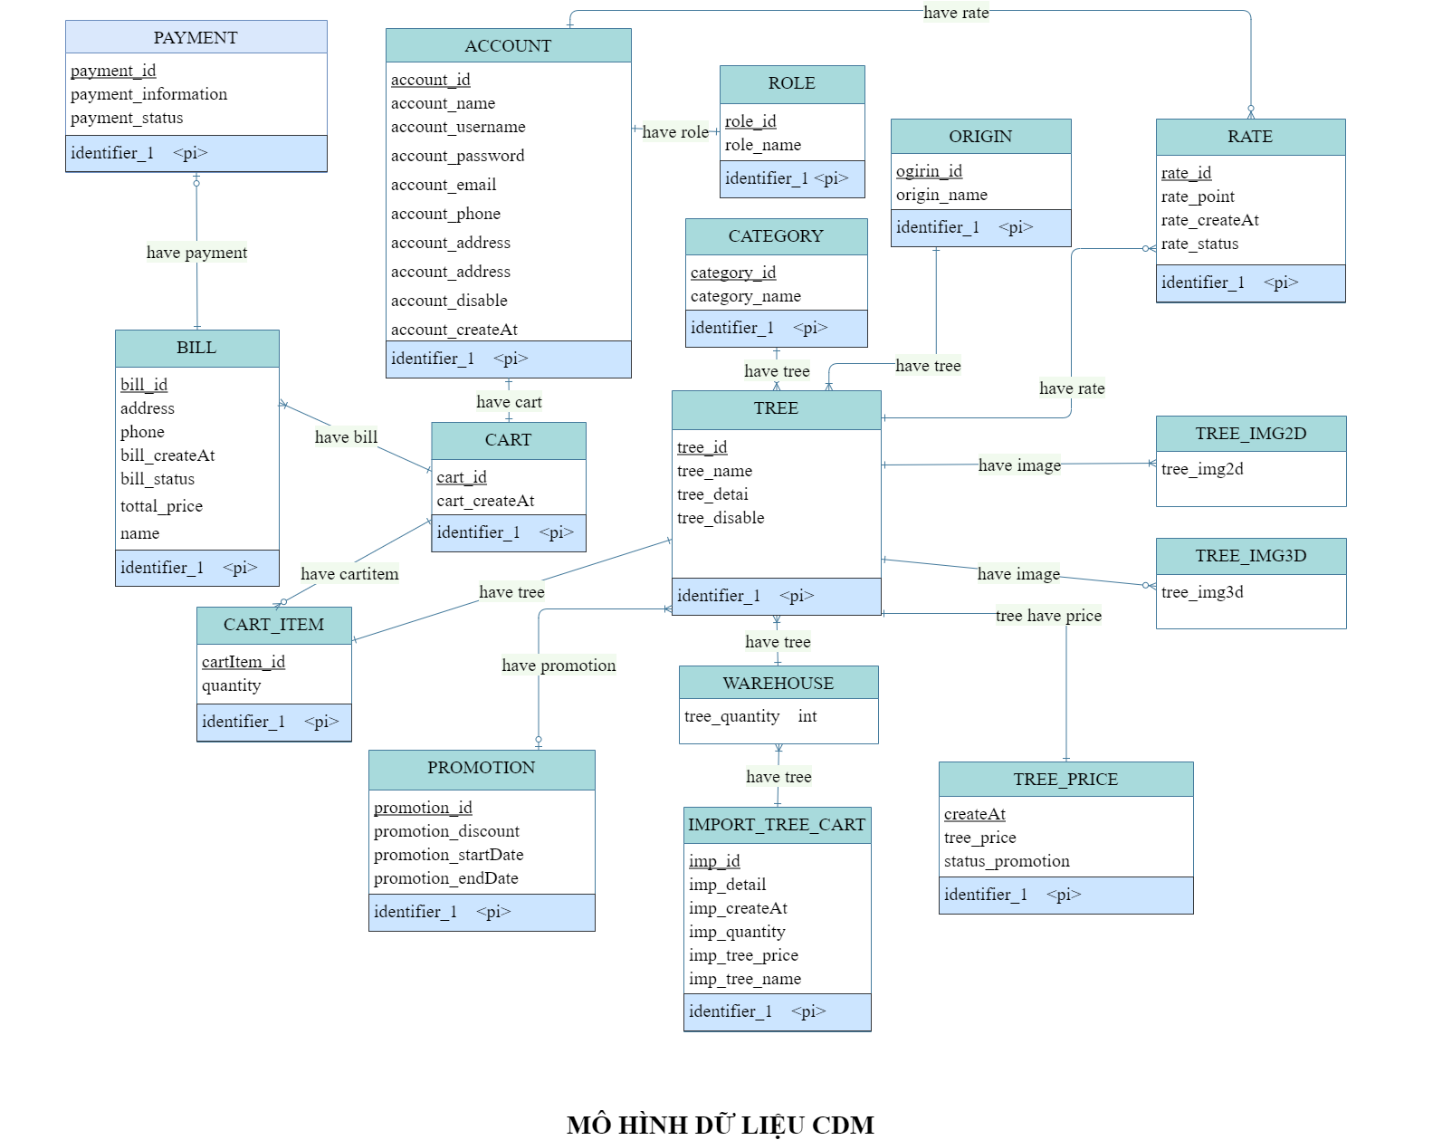 have rate
PAYMENT
payment_id
payment_information
payment_status
identifier_1 <pi>
ACCOUNT
account_id
account_name
account_username
account_password
account_email
account_phone
account_address
account_address
account_disable
account_createAt
identifier_1 <pi>
have role
ROLE
role_id
role_name
identifier_1 <pi>
ORIGIN
ogirin_id
origin_name
identifier_1 <pi>
RATE
rate_id
rate_point
rate_createAt
rate_status
identifier_1 <pi>
have payment
CATEGORY
category_id
category_name
identifier_1 <pi>
have tree
have tree
have rate
BILL
bill_id
address
phone
bill_createAt
bill_status
tottal_price
name
identifier_1 <pi>
have bill
have cart
CART
cart_id
cart_createAt
identifier_1 <pi>
TREE
tree_id
tree_name
tree_detai
tree_disable
identifier_1 <pi>
have image
TREE_IMG2D
tree_img2d
have image
TREE_IMG3D
tree_img3d
have cartitem
have tree
tree have price
CART_ITEM
cartItem_id
quantity
identifier_1 <pi>
have promotion
have tree
WAREHOUSE
tree_quantity int
have tree
PROMOTION
promotion_id
promotion_discount
promotion_startDate
promotion_endDate
identifier_1 <pi>
IMPORT_TREE_CART
imp_id
imp_detail
imp_createAt
imp_quantity
imp_tree_price
imp_tree_name
identifier_1 <pi>
TREE_PRICE
createAt
tree_price
status_promotion
identifier_1 <pi>
MÔ HÌNH DỮ LIỆU CDM